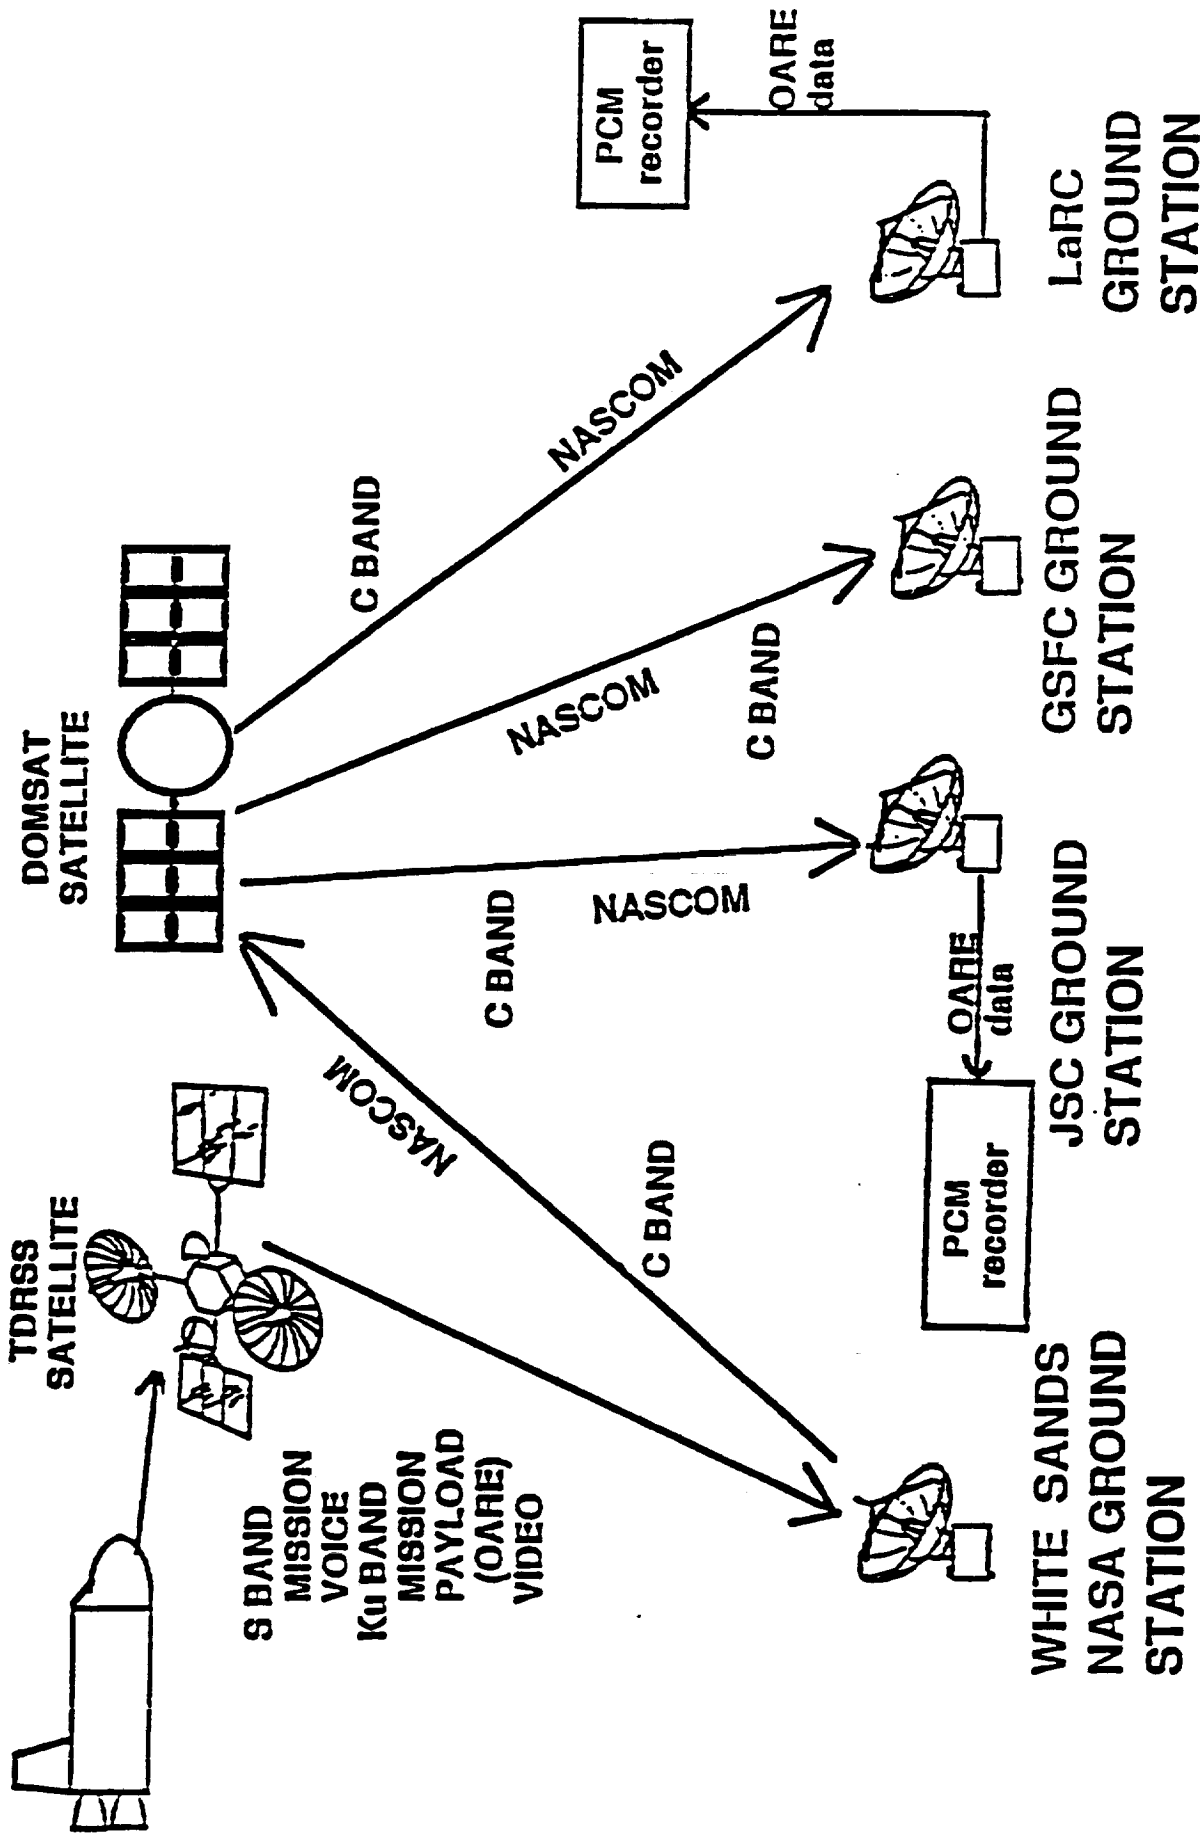 TDRSS
SATELLITE
DOMSAT
SATELLITE
S BAND
MISSION
VOICE
Ku BAND
MISSION
PAYLOAD
(OARE)
VIDEO
NASCOM
C BAND
C BAND
NASCOM
NASCOM
C BAND
C BAND
NASCOM
PCM
recorder
OARE
data
PCM
recorder
OARE
data
WHITE SANDS
NASA GROUND
STATION
JSC GROUND
STATION
GSFC GROUND
STATION
LaRC
GROUND
STATION